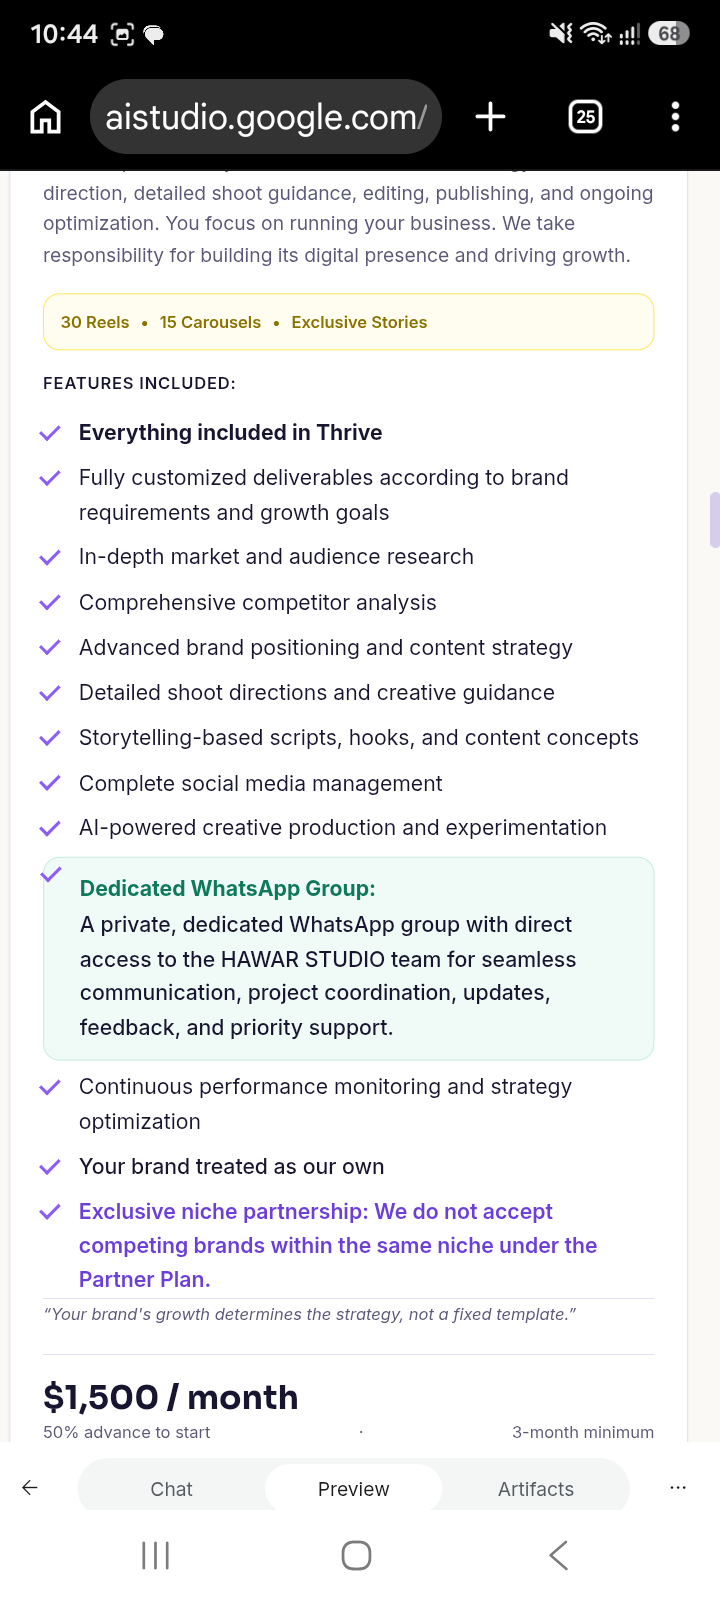 10:44
68
aistudio.google.com/
25
direction, detailed shoot guidance, editing, publishing, and ongoing
optimization. You focus on running your business. We take
responsibility for building its digital presence and driving growth.
30 Reels • 15 Carousels • Exclusive Stories
FEATURES INCLUDED:
Everything included in Thrive
Fully customized deliverables according to brand
requirements and growth goals
In-depth market and audience research
Comprehensive competitor analysis
Advanced brand positioning and content strategy
Detailed shoot directions and creative guidance
Storytelling-based scripts, hooks, and content concepts
Complete social media management
AI-powered creative production and experimentation
Dedicated WhatsApp Group:
A private, dedicated WhatsApp group with direct
access to the HAWAR STUDIO team for seamless
communication, project coordination, updates,
feedback, and priority support.
Continuous performance monitoring and strategy
optimization
Your brand treated as our own
Exclusive niche partnership: We do not accept
competing brands within the same niche under the
Partner Plan.
“Your brand's growth determines the strategy, not a fixed template.”
$1,500 / month
50% advance to start · 3-month minimum
Chat Preview Artifacts